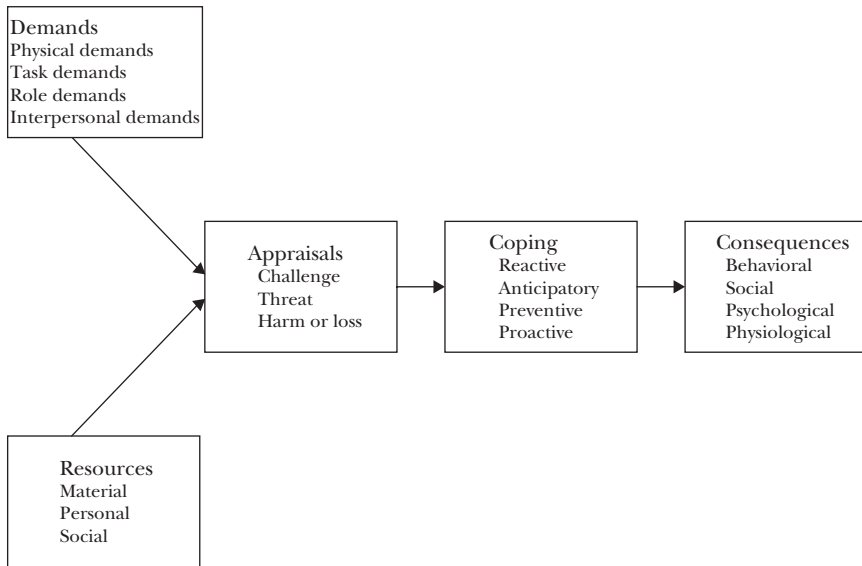 Demands
Physical demands
Task demands
Role demands
Interpersonal demands
Appraisals
Challenge
Threat
Harm or loss
Coping
Reactive
Anticipatory
Preventive
Proactive
Consequences
Behavioral
Social
Psychological
Physiological
Resources
Material
Personal
Social